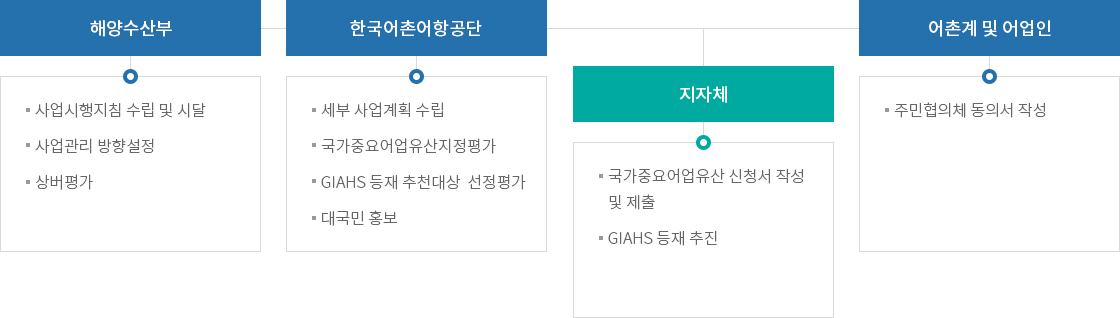 해양수산부
사업시행지침 수립 및 시달
사업관리 방향설정
상버평가
한국어촌어항공단
세부 사업계획 수립
국가중요어업유산지정평가
GIAHS 등재 추천대상 선정평가
대국민 홍보
지자체
국가중요어업유산 신청서 작성
및 제출
GIAHS 등재 추진
어촌계 및 어업인
주민협의체 동의서 작성